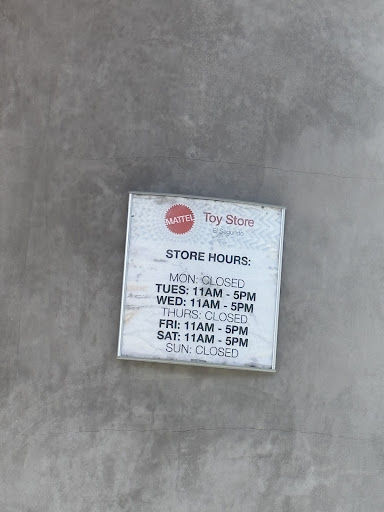 MATTEL
Toy Store
El Segundo
STORE HOURS:
MON: CLOSED
TUES: 11AM - 5PM
WED: 11AM - 5PM
THURS: CLOSED
FRI: 11AM - 5PM
SAT: 11AM - 5PM
SUN: CLOSED